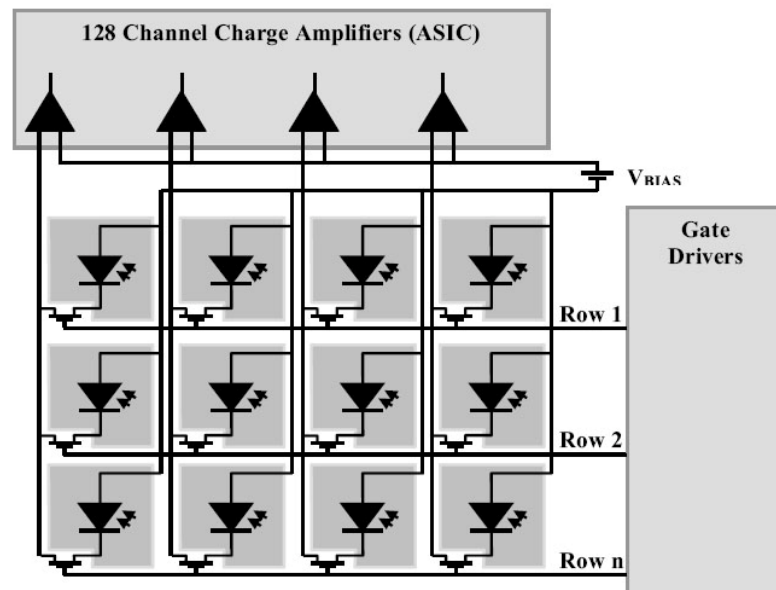 128 Channel Charge Amplifiers (ASIC)
VBIAS
Gate
Drivers
Row 1
Row 2
Row n